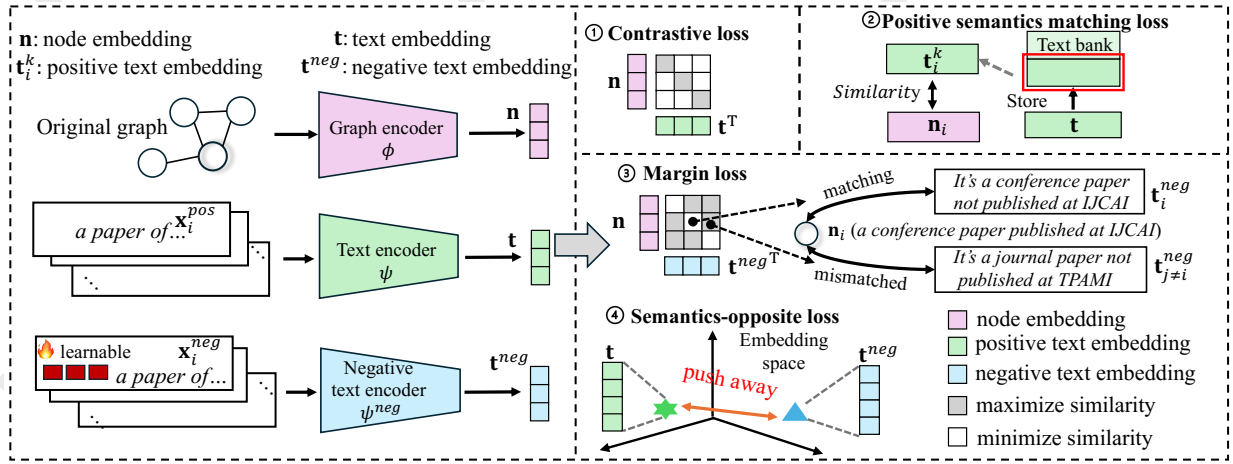 n: node embedding
t: text embedding
t_i^k: positive text embedding
t^{neg}: negative text embedding
Original graph
Graph encoder
ϕ
n
x_i^{pos}
a paper of...
Text encoder
ψ
t
learnable
x_i^{neg}
a paper of...
Negative
text encoder
ψ^{neg}
t^{neg}
① Contrastive loss
n
t^T
② Positive semantics matching loss
t_i^k
Text bank
Similarity
Store
n_i
t
③ Margin loss
n
t^{neg^T}
matching
It's a conference paper
not published at IJCAI
t_i^{neg}
n_i (a conference paper published at IJCAI)
mismatched
It's a journal paper not
published at TPAMI
t_{j≠i}^{neg}
④ Semantics-opposite loss
t
Embedding
space
push away
t^{neg}
node embedding
positive text embedding
negative text embedding
maximize similarity
minimize similarity